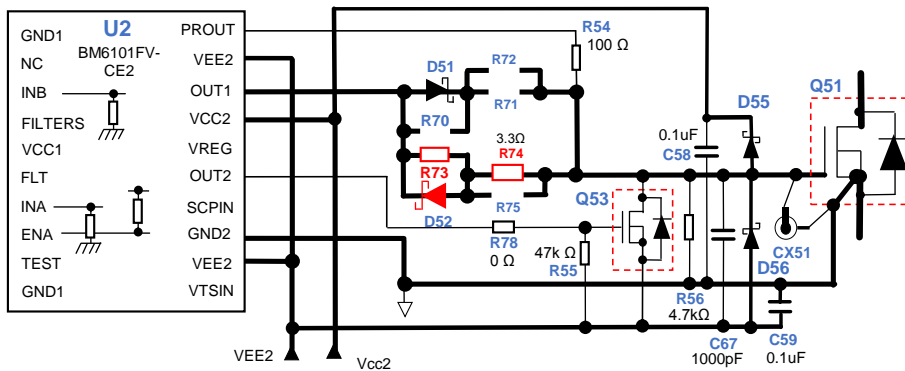 U2
BM6101FV-
CE2
GND1
NC
INB
FILTERS
VCC1
FLT
INA
ENA
TEST
GND1
PROUT
VEE2
OUT1
VCC2
VREG
OUT2
SCPIN
GND2
VEE2
VTSIN
R54
100 Ω
D51
R72
R71
R70
3.3Ω
R73
R74
D52
R75
R78
0 Ω
47k Ω
R55
Q53
0.1uF
C58
D55
Q51
CX51
D56
R56
4.7kΩ
C67
1000pF
C59
0.1uF
VEE2
Vcc2